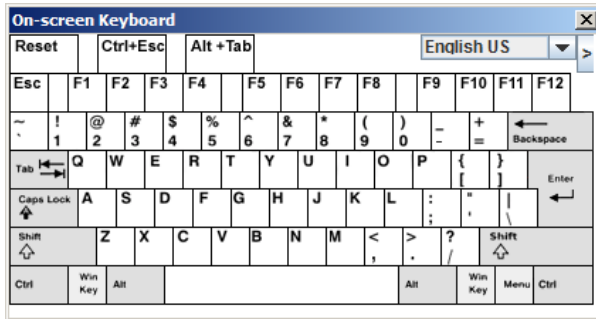 On-screen Keyboard
Reset Ctrl+Esc Alt +Tab English US >
Esc F1 F2 F3 F4 F5 F6 F7 F8 F9 F10 F11 F12
~ ! @ # $ % ^ & * ( ) _ +
` 1 2 3 4 5 6 7 8 9 0 - = Backspace
Tab Q W E R T Y U I O P { }
[ ] Enter
Caps Lock A S D F G H J K L : " |
; ' \
Shift Z X C V B N M < > ? Shift
, . /
Ctrl Win Key Alt Alt Win Key Menu Ctrl